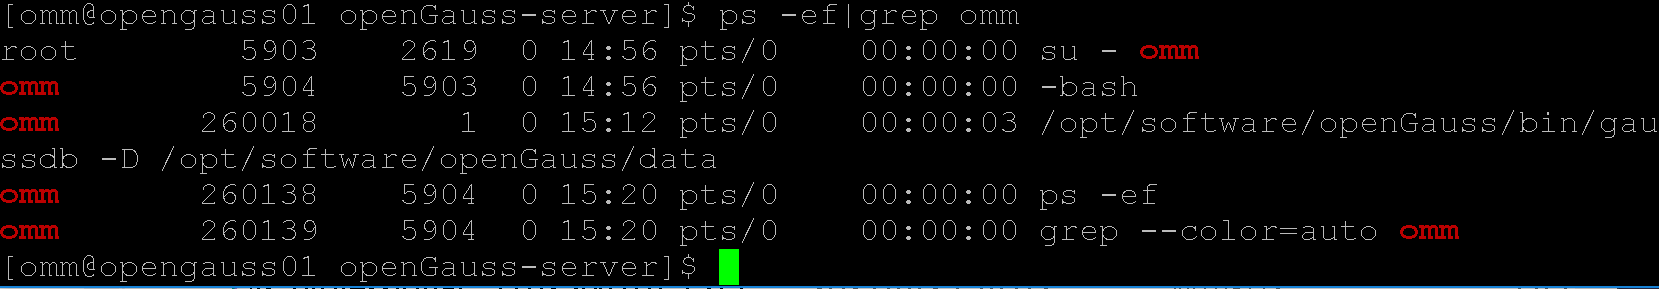 [omm@opengauss01 openGauss-server]$ ps -ef|grep omm
root        5903    2619  0 14:56 pts/0    00:00:00 su - omm
omm         5904    5903  0 14:56 pts/0    00:00:00 -bash
omm       260018       1  0 15:12 pts/0    00:00:03 /opt/software/openGauss/bin/gau
ssdb -D /opt/software/openGauss/data
omm       260138    5904  0 15:20 pts/0    00:00:00 ps -ef
omm       260139    5904  0 15:20 pts/0    00:00:00 grep --color=auto omm
[omm@opengauss01 openGauss-server]$